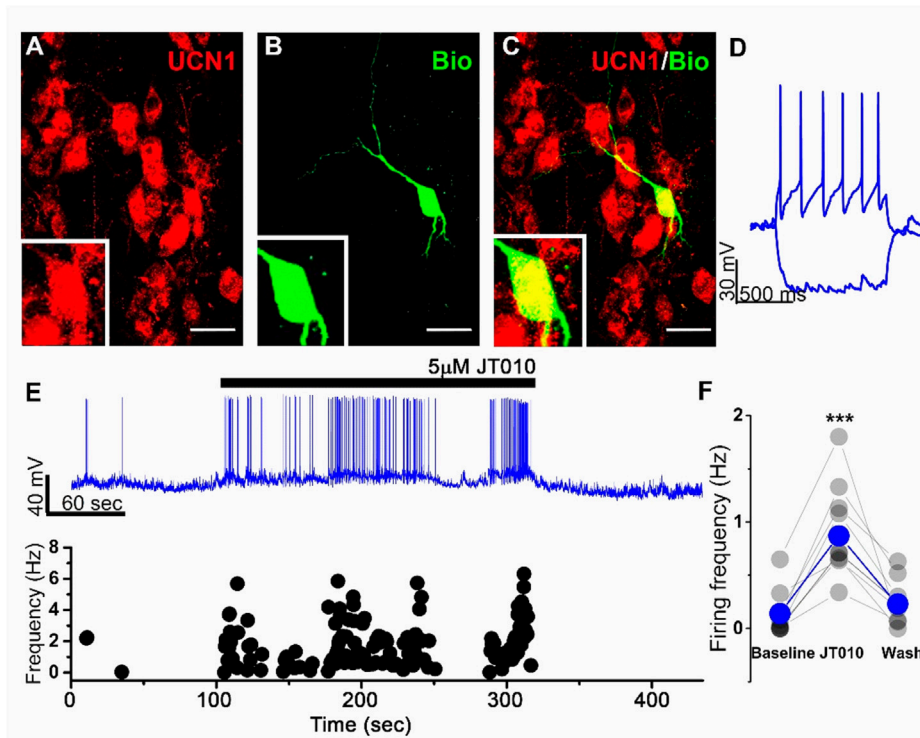 A
UCN1
B
Bio
C
UCN1/Bio
D
30 mV
500 ms
E
5μM JT010
40 mV
60 sec
Frequency (Hz)
8
6
4
2
0
0
100
200
300
400
Time (sec)
F
***
Firing frequency (Hz)
2
1
0
Baseline JT010 Wash